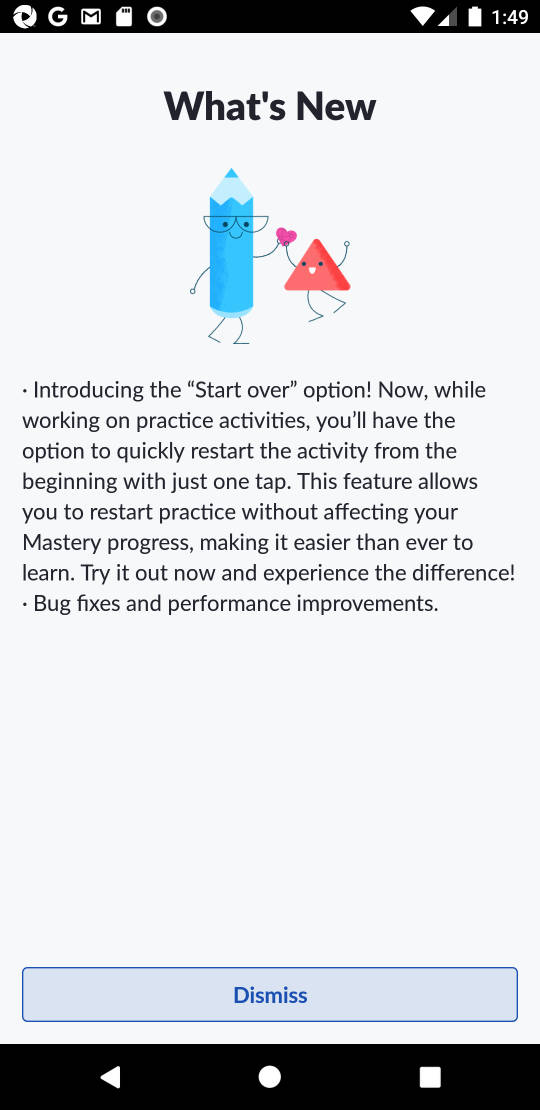 1:49
What's New
· Introducing the “Start over” option! Now, while
working on practice activities, you’ll have the
option to quickly restart the activity from the
beginning with just one tap. This feature allows
you to restart practice without affecting your
Mastery progress, making it easier than ever to
learn. Try it out now and experience the difference!
· Bug fixes and performance improvements.
Dismiss